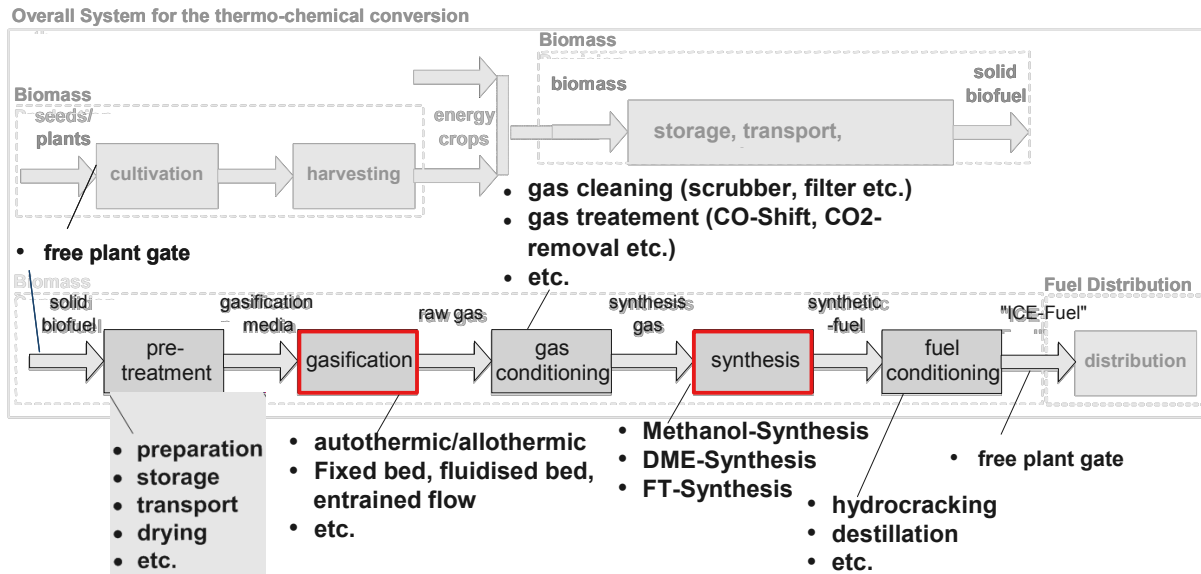 Overall System for the thermo-chemical conversion
Biomass
biomass
solid
biofuel
storage, transport,
Biomass
seeds/
plants
cultivation
harvesting
energy
crops
• gas cleaning (scrubber, filter etc.)
• gas treatement (CO-Shift, CO2-
removal etc.)
• etc.
• free plant gate
Biomass
Fuel Distribution
solid
biofuel
gasification
media
raw gas
synthesis
gas
synthetic
-fuel
"ICE-Fuel"
pre-
treatment
gasification
gas
conditioning
synthesis
fuel
conditioning
distribution
• preparation
• storage
• transport
• drying
• etc.
• autothermic/allothermic
• Fixed bed, fluidised bed,
entrained flow
• etc.
• Methanol-Synthesis
• DME-Synthesis
• FT-Synthesis
• free plant gate
• hydrocracking
• destillation
• etc.